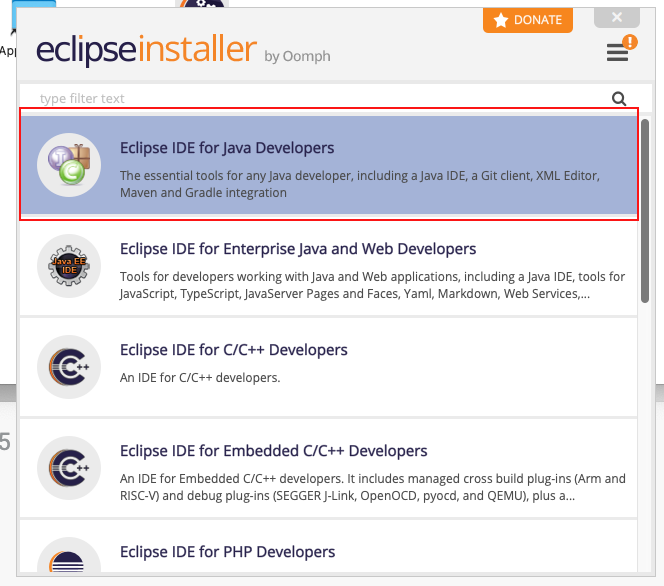 DONATE
eclipseinstaller by Oomph
type filter text
Eclipse IDE for Java Developers
The essential tools for any Java developer, including a Java IDE, a Git client, XML Editor,
Maven and Gradle integration
Java EE
IDE
Eclipse IDE for Enterprise Java and Web Developers
Tools for developers working with Java and Web applications, including a Java IDE, tools for
JavaScript, TypeScript, JavaServer Pages and Faces, Yaml, Markdown, Web Services,...
C++
Eclipse IDE for C/C++ Developers
An IDE for C/C++ developers.
5
C++
Eclipse IDE for Embedded C/C++ Developers
An IDE for Embedded C/C++ developers. It includes managed cross build plug-ins (Arm and
RISC-V) and debug plug-ins (SEGGER J-Link, OpenOCD, pyocd, and QEMU), plus a...
Eclipse IDE for PHP Developers